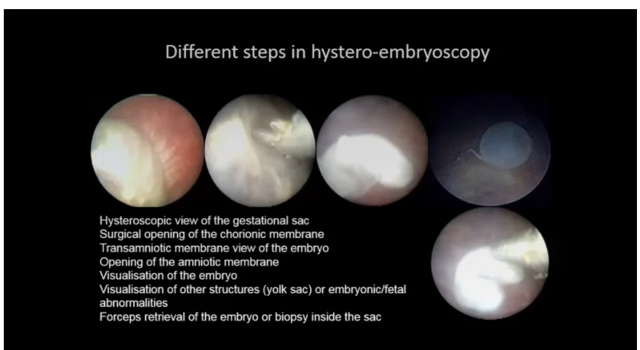 Different steps in hystero-embryoscopy
Hysteroscopic view of the gestational sac
Surgical opening of the chorionic membrane
Transamniotic membrane view of the embryo
Opening of the amniotic membrane
Visualisation of the embryo
Visualisation of other structures (yolk sac) or embryonic/fetal
abnormalities
Forceps retrieval of the embryo or biopsy inside the sac